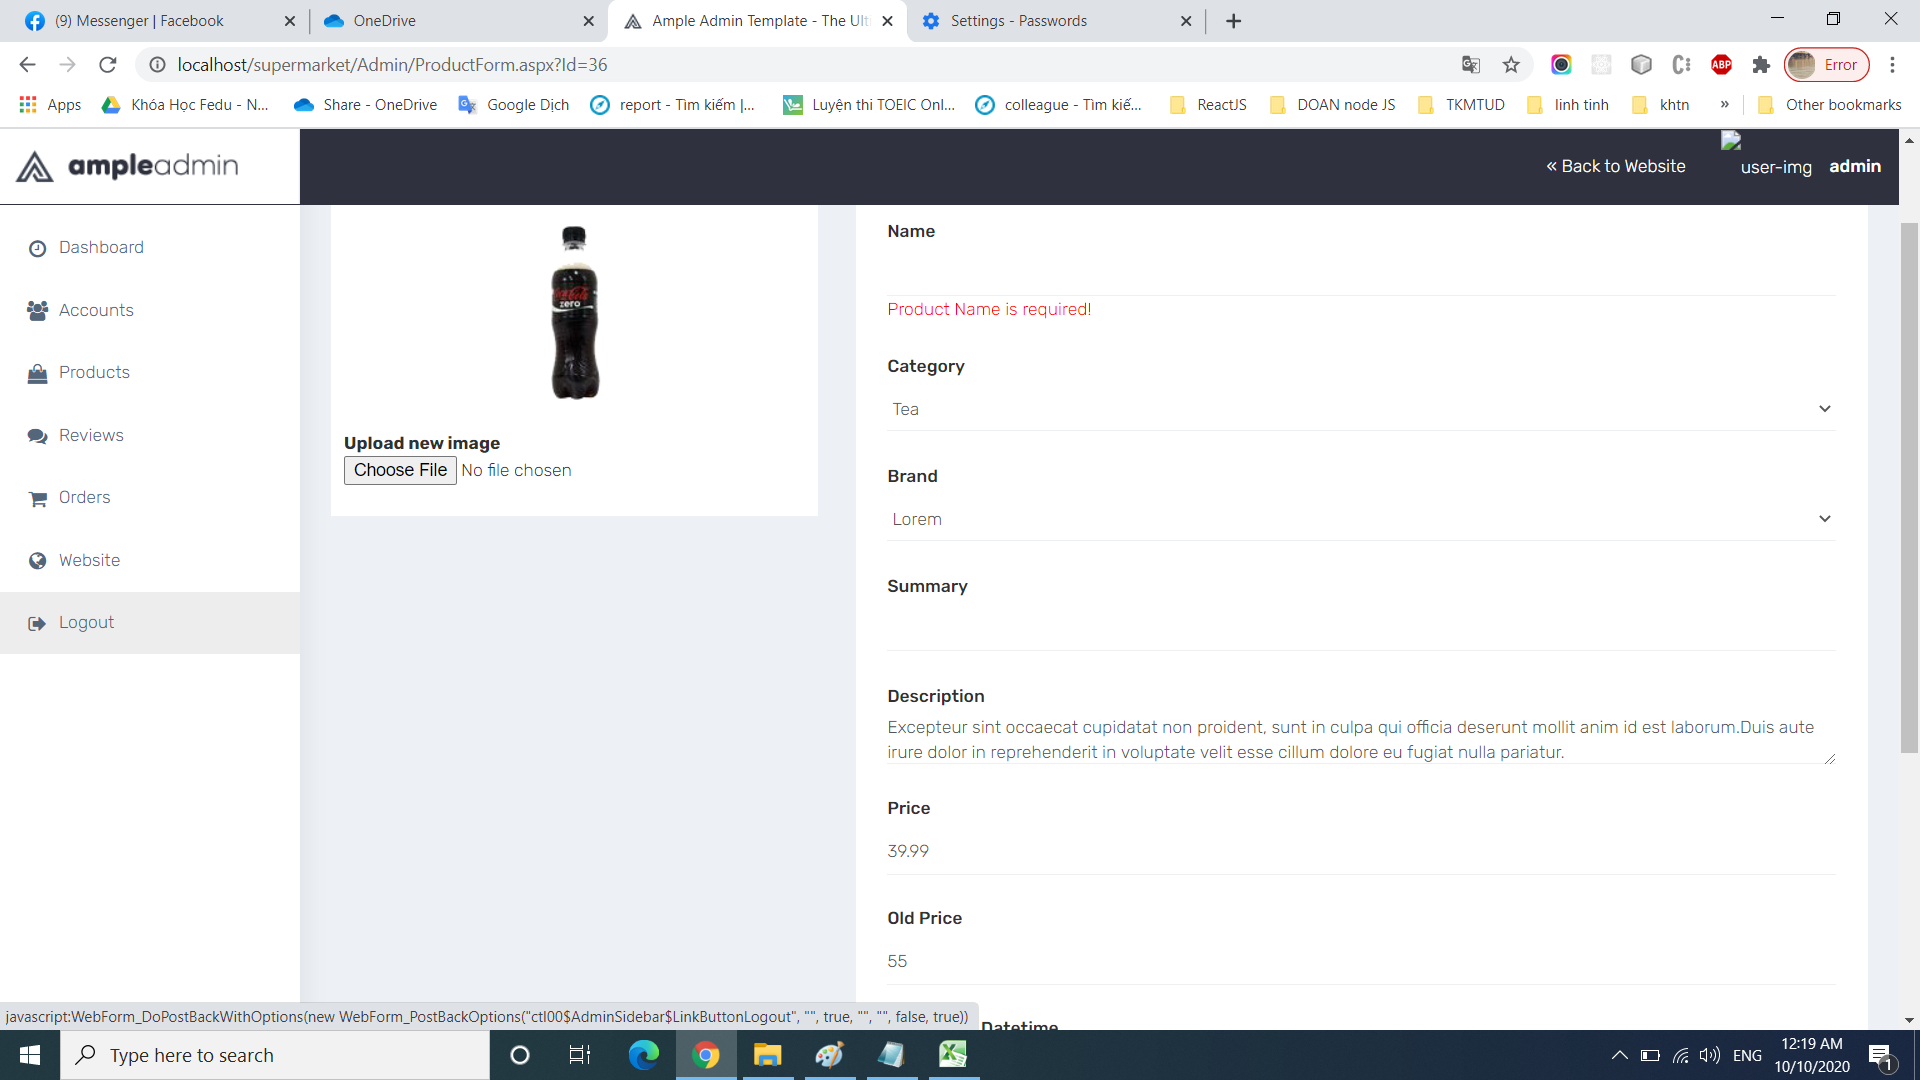 (9) Messenger | Facebook
OneDrive
Ample Admin Template - The Ulti
Settings - Passwords
localhost/supermarket/Admin/ProductForm.aspx?Id=36
ABP
Error
Apps
Khóa Học Fedu - N...
Share - OneDrive
Google Dịch
report - Tìm kiếm |...
Luyện thi TOEIC Onl...
colleague - Tìm kiế...
ReactJS
DOAN node JS
TKMTUD
linh tinh
khtn
»
Other bookmarks
ampleadmin
« Back to Website
user-img
admin
Dashboard
Accounts
Products
Reviews
Orders
Website
Logout
Coca-Cola
zero
Upload new image
Choose File No file chosen
Name
Product Name is required!
Category
Tea
Brand
Lorem
Summary
Description
Excepteur sint occaecat cupidatat non proident, sunt in culpa qui officia deserunt mollit anim id est laborum.Duis aute
irure dolor in reprehenderit in voluptate velit esse cillum dolore eu fugiat nulla pariatur.
Price
39.99
Old Price
55
Datetime
javascript:WebForm_DoPostBackWithOptions(new WebForm_PostBackOptions("ctl00$AdminSidebar$LinkButtonLogout", "", true, "", "", false, true))
Type here to search
ENG
12:19 AM
10/10/2020
1